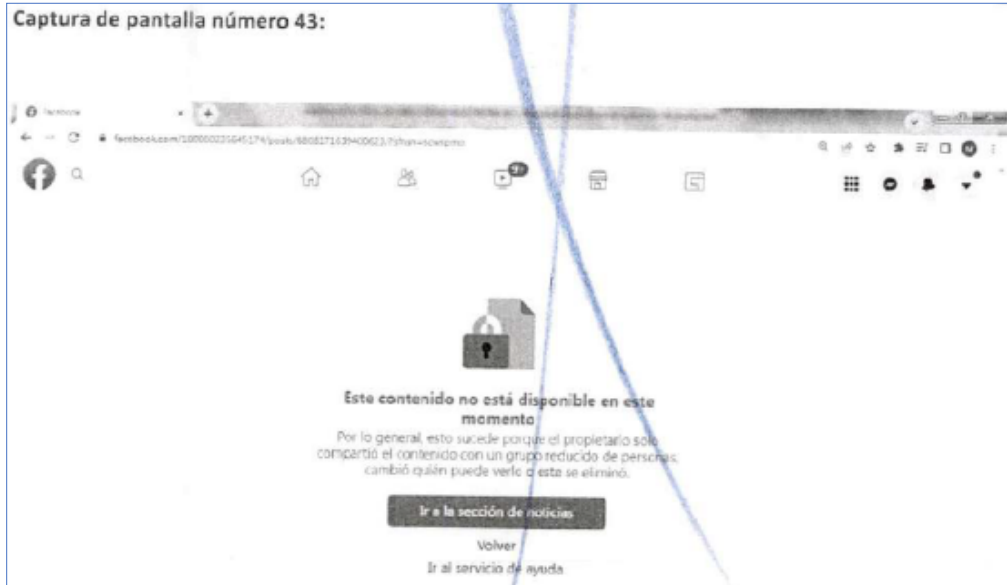 Captura de pantalla número 43:
Facebook
9+
Este contenido no está disponible en este
momento
Por lo general, esto sucede porque el propietario solo
compartió el contenido con un grupo reducido de personas,
cambió quién puede verlo o este se eliminó.
Ir a la sección de noticias
Volver
Ir al servicio de ayuda